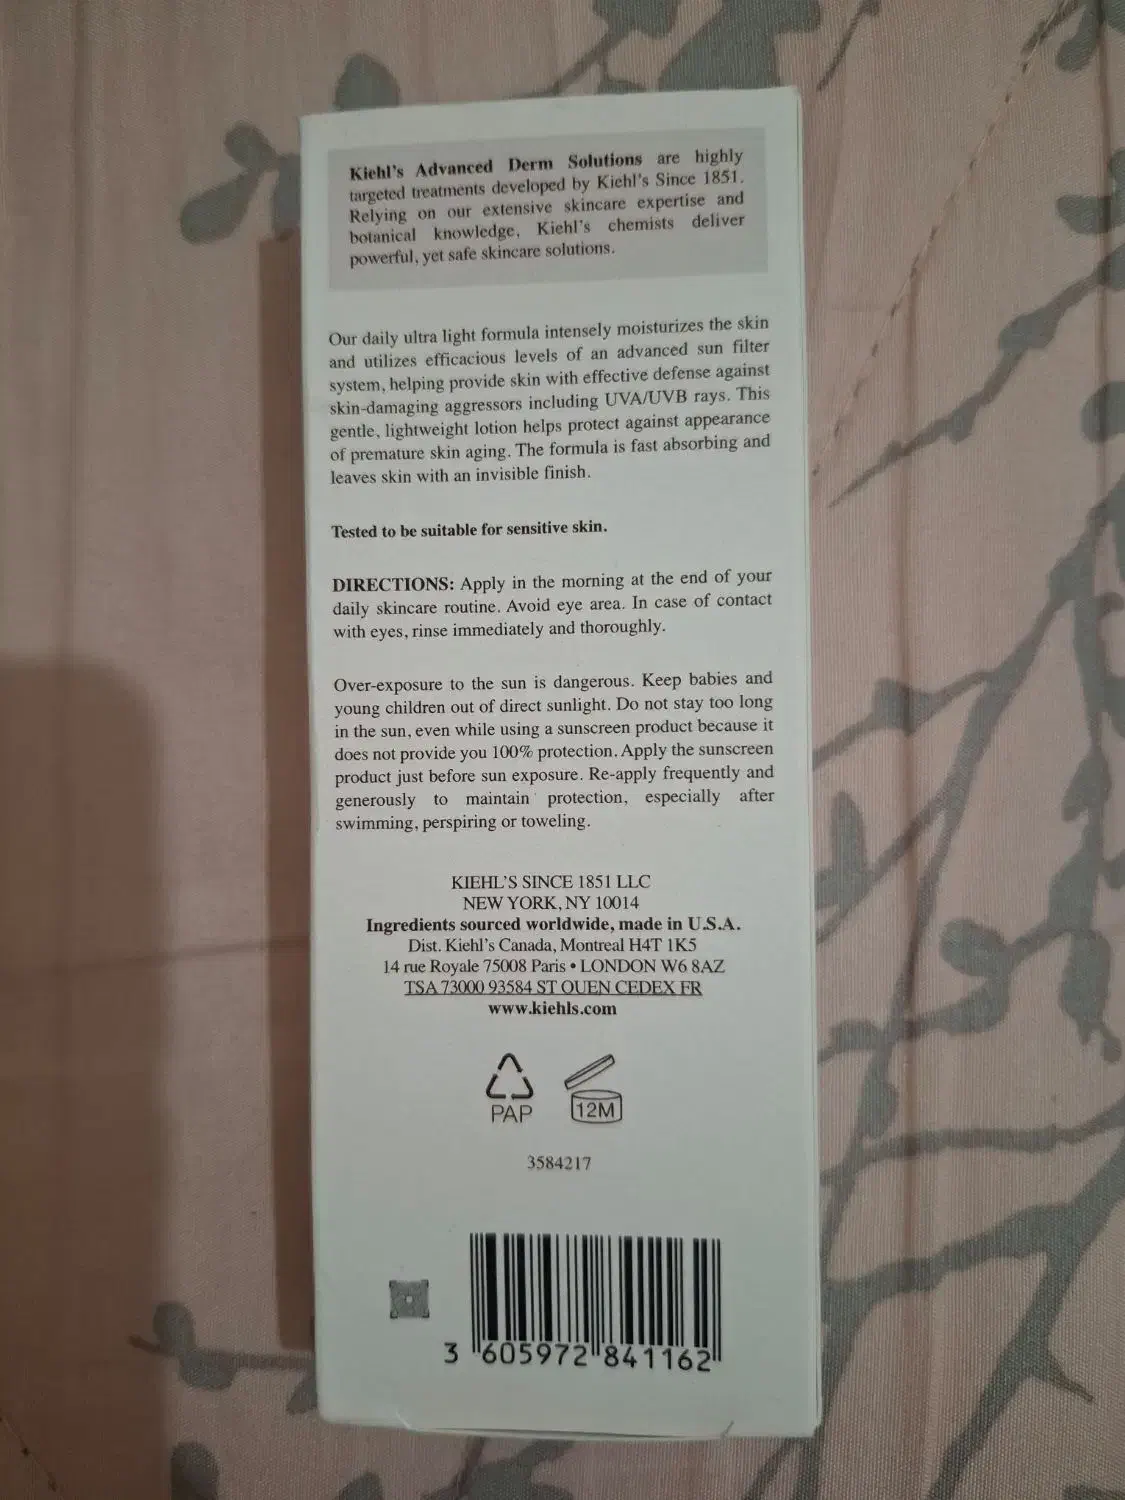 Kiehl's Advanced Derm Solutions are highly
targeted treatments developed by Kiehl's Since 1851.
Relying on our extensive skincare expertise and
botanical knowledge, Kiehl's chemists deliver
powerful, yet safe skincare solutions.
Our daily ultra light formula intensely moisturizes the skin
and utilizes efficacious levels of an advanced sun filter
system, helping provide skin with effective defense against
skin-damaging aggressors including UVA/UVB rays. This
gentle, lightweight lotion helps protect against appearance
of premature skin aging. The formula is fast absorbing and
leaves skin with an invisible finish.
Tested to be suitable for sensitive skin.
DIRECTIONS: Apply in the morning at the end of your
daily skincare routine. Avoid eye area. In case of contact
with eyes, rinse immediately and thoroughly.
Over-exposure to the sun is dangerous. Keep babies and
young children out of direct sunlight. Do not stay too long
in the sun, even while using a sunscreen product because it
does not provide you 100% protection. Apply the sunscreen
product just before sun exposure. Re-apply frequently and
generously to maintain protection, especially after
swimming, perspiring or toweling.
KIEHL'S SINCE 1851 LLC
NEW YORK, NY 10014
Ingredients sourced worldwide, made in U.S.A.
Dist. Kiehl's Canada, Montreal H4T 1K5
14 rue Royale 75008 Paris • LONDON W6 8AZ
TSA 73000 93584 ST OUEN CEDEX FR
www.kiehls.com
PAP
12M
3584217
3 605972 841162